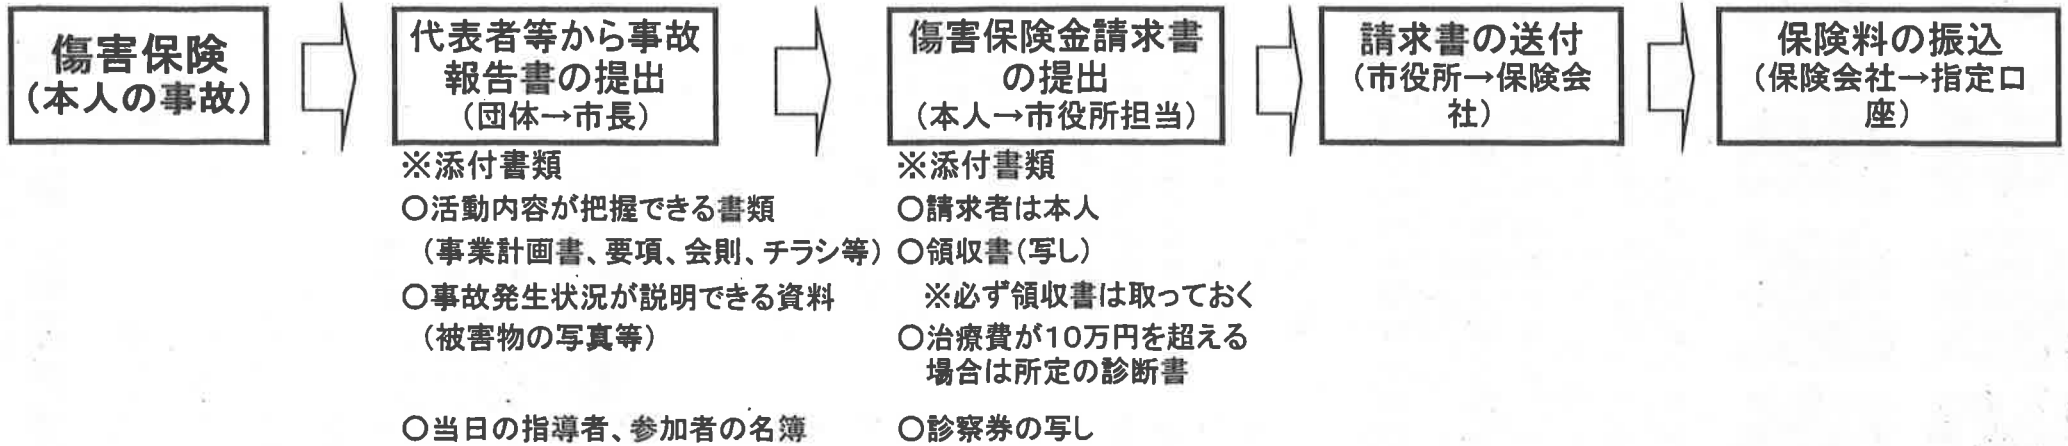 傷害保険
（本人の事故）
代表者等から事故
報告書の提出
（団体→市長）
※添付書類
○活動内容が把握できる書類
（事業計画書、要項、会則、チラシ等）
○事故発生状況が説明できる資料
（被害物の写真等）
○当日の指導者、参加者の名簿
傷害保険金請求書
の提出
（本人→市役所担当）
※添付書類
○請求者は本人
○領収書（写し）
※必ず領収書は取っておく
○治療費が１０万円を超える
場合は所定の診断書
○診察券の写し
請求書の送付
（市役所→保険会
社）
保険料の振込
（保険会社→指定口
座）